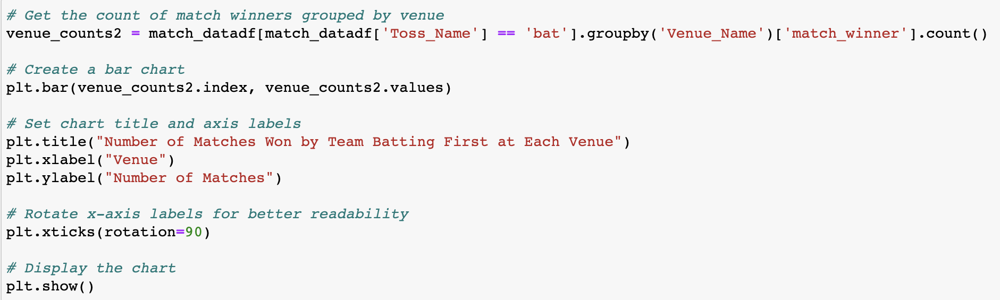 # Get the count of match winners grouped by venue
venue_counts2 = match_datadf[match_datadf['Toss_Name'] == 'bat'].groupby('Venue_Name')['match_winner'].count()
# Create a bar chart
plt.bar(venue_counts2.index, venue_counts2.values)
# Set chart title and axis labels
plt.title("Number of Matches Won by Team Batting First at Each Venue")
plt.xlabel("Venue")
plt.ylabel("Number of Matches")
# Rotate x-axis labels for better readability
plt.xticks(rotation=90)
# Display the chart
plt.show()